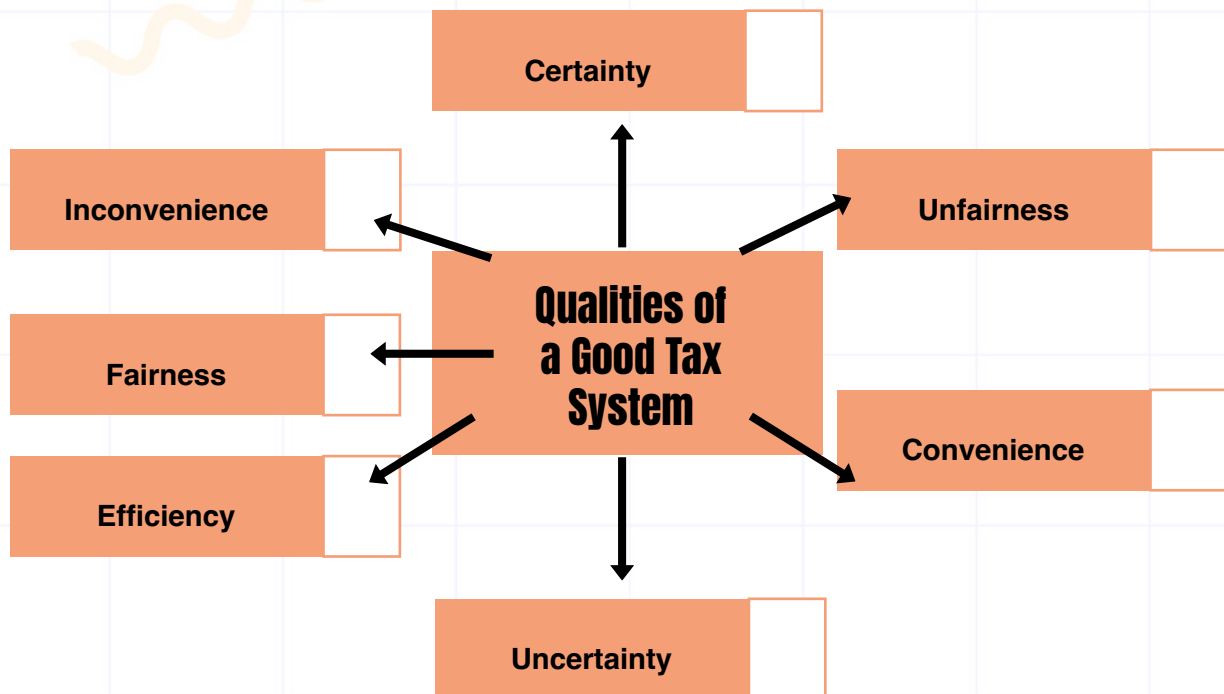 Certainty
Inconvenience
Unfairness
Qualities of
a Good Tax
System
Fairness
Convenience
Efficiency
Uncertainty